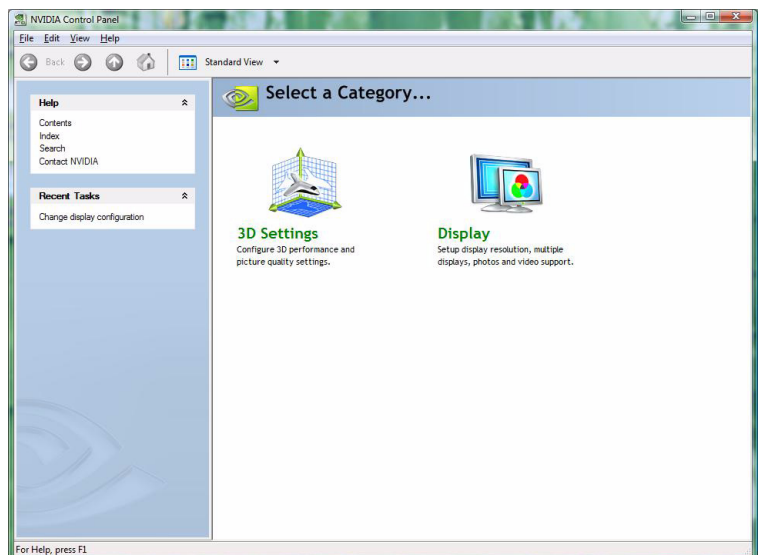 NVIDIA Control Panel
File Edit View Help
Back
Standard View
Help
Contents
Index
Search
Contact NVIDIA
Recent Tasks
Change display configuration
Select a Category...
3D Settings
Configure 3D performance and
picture quality settings.
Display
Setup display resolution, multiple
displays, photos and video support.
For Help, press F1